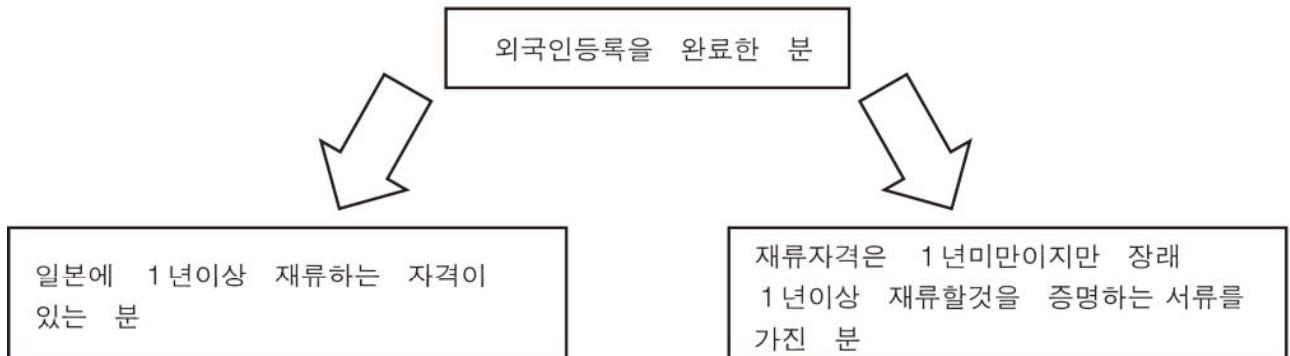 외국인등록을 완료한 분
일본에 1년이상 재류하는 자격이
있는 분
재류자격은 1년미만이지만 장래
1년이상 재류할것을 증명하는 서류를
가진 분